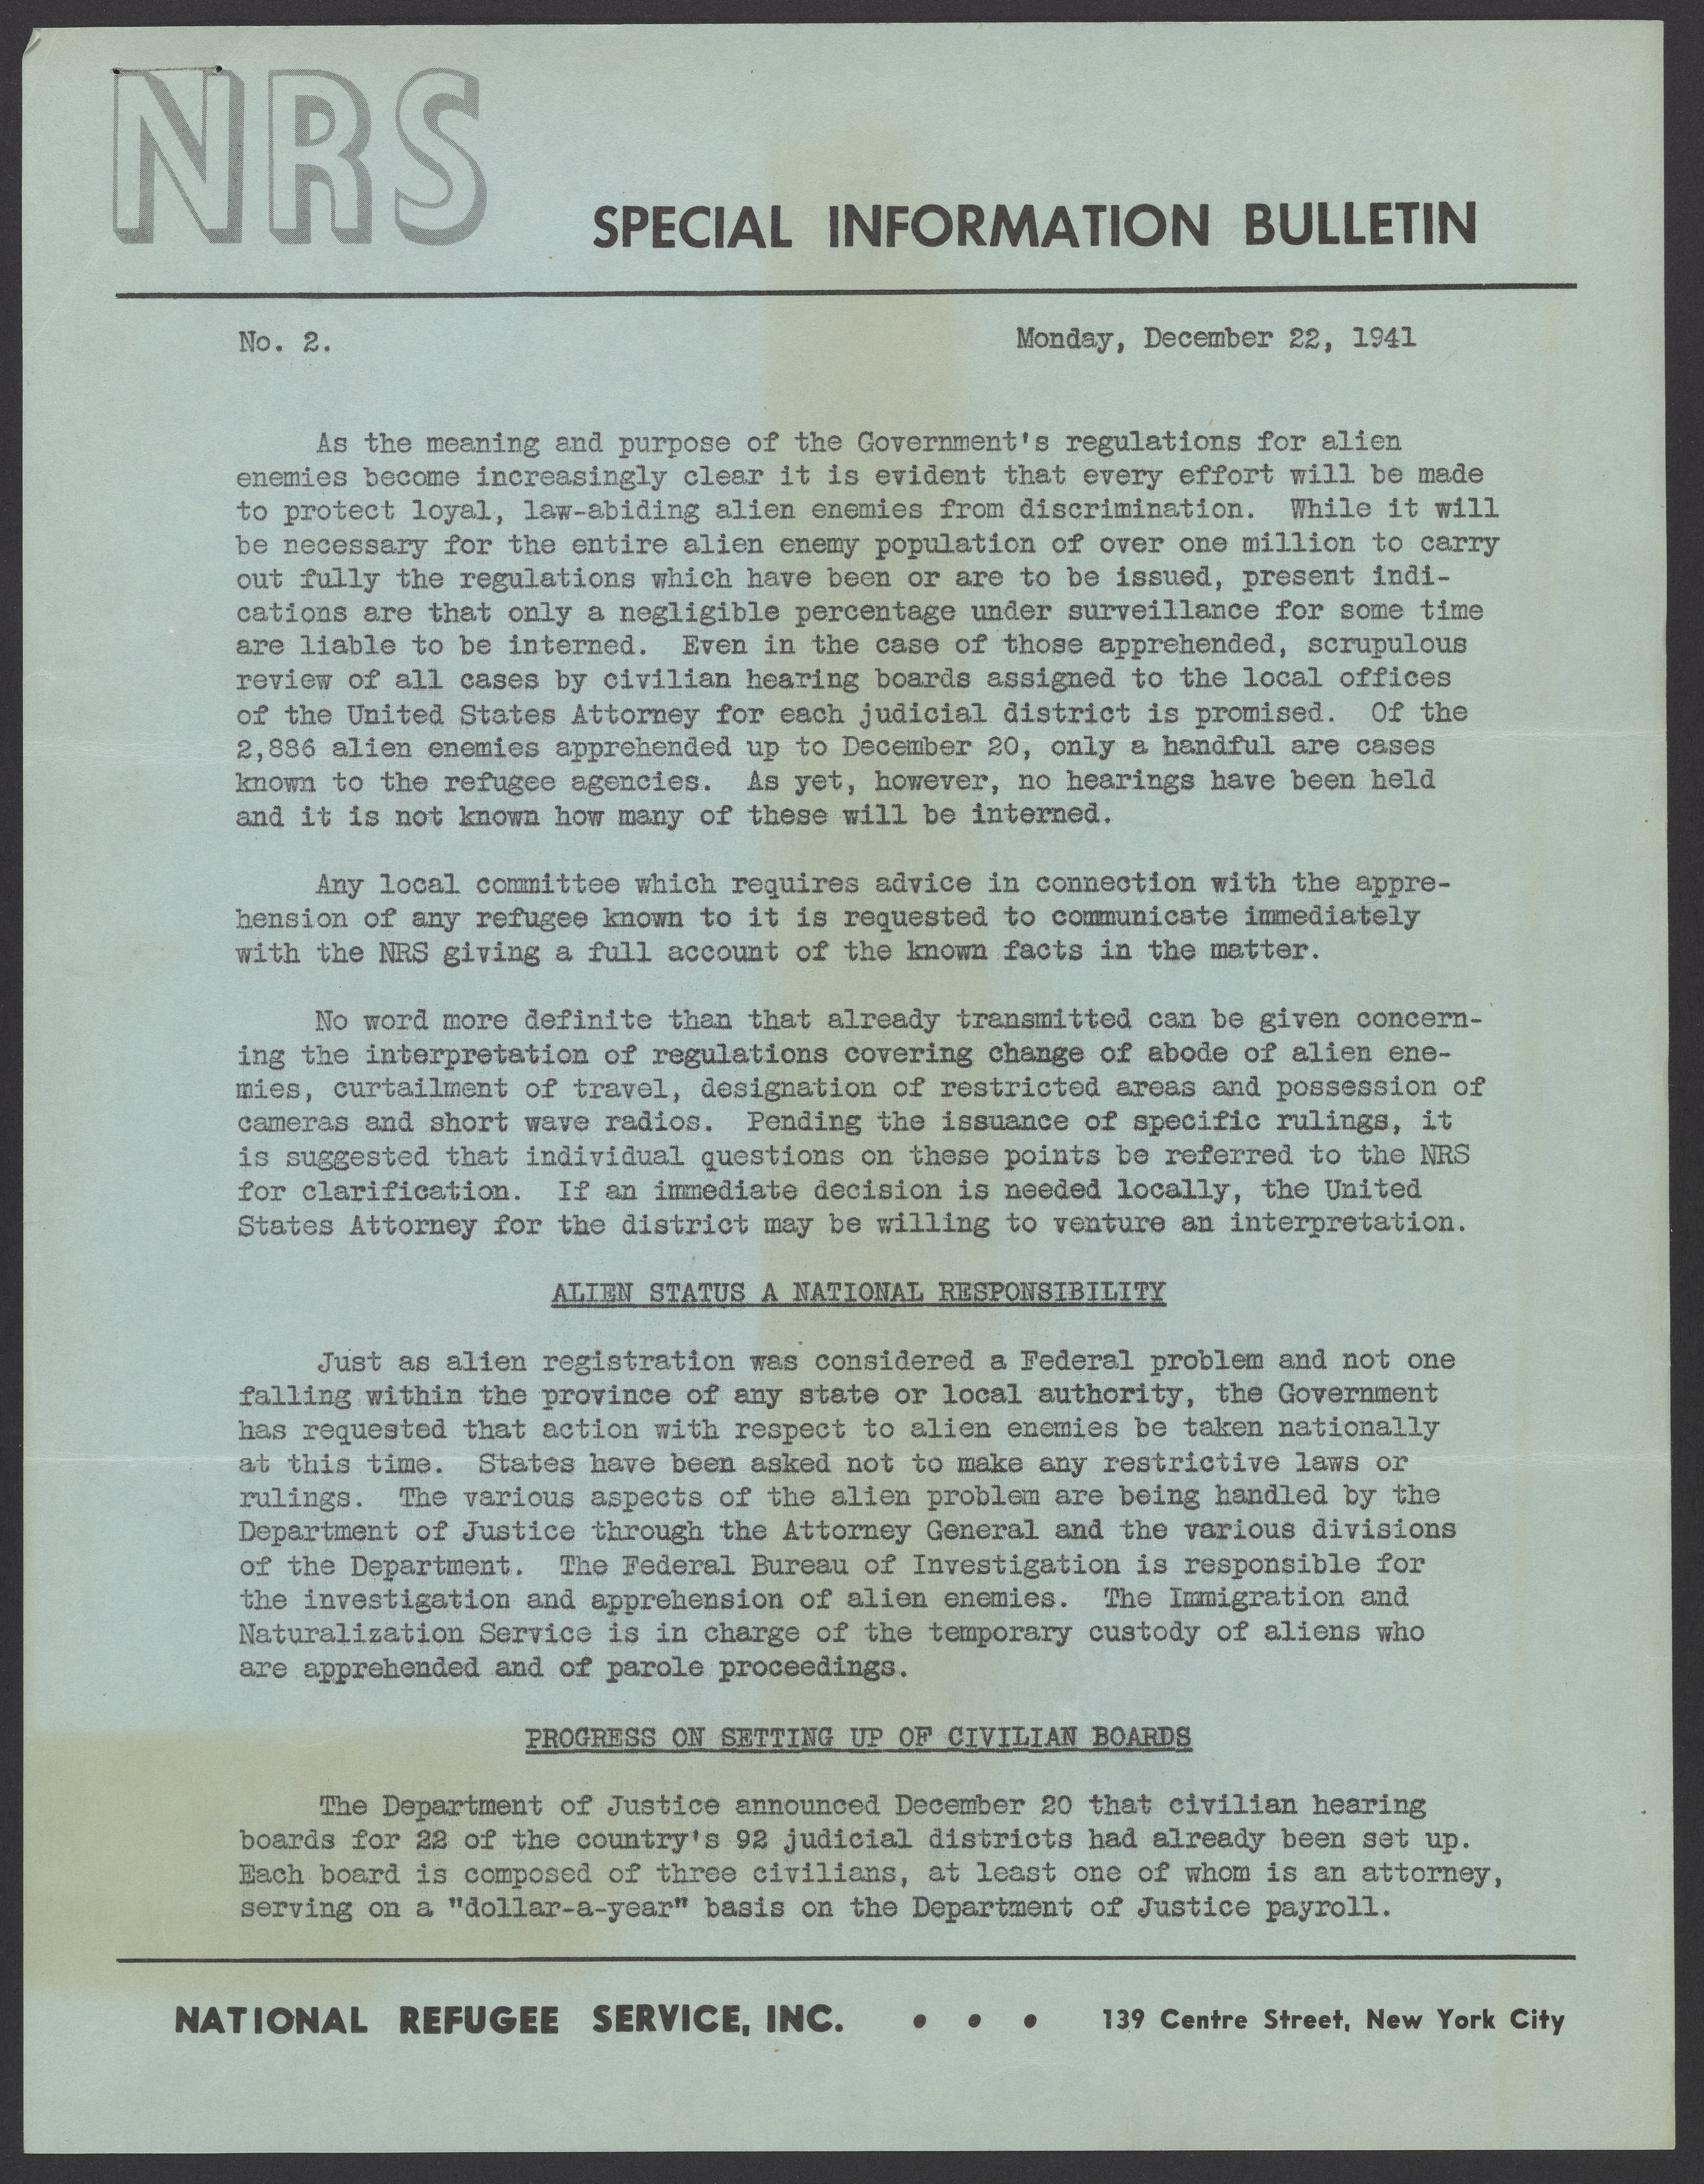 NRS
SPECIAL INFORMATION BULLETIN
No. 2.
Monday, December 22, 1941
As the meaning and purpose of the Government's regulations for alien
enemies become increasingly clear it is evident that every effort will be made
to protect loyal, law-abiding alien enemies from discrimination. While it will
be necessary for the entire alien enemy population of over one million to carry
out fully the regulations which have been or are to be issued, present indi-
cations are that only a negligible percentage under surveillance for some time
are liable to be interned. Even in the case of those apprehended, scrupulous
review of all cases by civilian hearing boards assigned to the local offices
of the United States Attorney for each judicial district is promised. Of the
2,886 alien enemies apprehended up to December 20, only a handful are cases
known to the refugee agencies. As yet, however, no hearings have been held
and it is not known how many of these will be interned.
Any local committee which requires advice in connection with the appre-
hension of any refugee known to it is requested to communicate immediately
with the NRS giving a full account of the known facts in the matter.
No word more definite than that already transmitted can be given concern-
ing the interpretation of regulations covering change of abode of alien ene-
mies, curtailment of travel, designation of restricted areas and possession of
cameras and short wave radios. Pending the issuance of specific rulings, it
is suggested that individual questions on these points be referred to the NRS
for clarification. If an immediate decision is needed locally, the United
States Attorney for the district may be willing to venture an interpretation.
ALIEN STATUS A NATIONAL RESPONSIBILITY
Just as alien registration was considered a Federal problem and not one
falling within the province of any state or local authority, the Government
has requested that action with respect to alien enemies be taken nationally
at this time. States have been asked not to make any restrictive laws or
rulings. The various aspects of the alien problem are being handled by the
Department of Justice through the Attorney General and the various divisions
of the Department. The Federal Bureau of Investigation is responsible for
the investigation and apprehension of alien enemies. The Immigration and
Naturalization Service is in charge of the temporary custody of aliens who
are apprehended and of parole proceedings.
PROGRESS ON SETTING UP OF CIVILIAN BOARDS
The Department of Justice announced December 20 that civilian hearing
boards for 22 of the country's 92 judicial districts had already been set up.
Each board is composed of three civilians, at least one of whom is an attorney,
serving on a "dollar-a-year" basis on the Department of Justice payroll.
NATIONAL REFUGEE SERVICE, INC. • • • 139 Centre Street, New York City